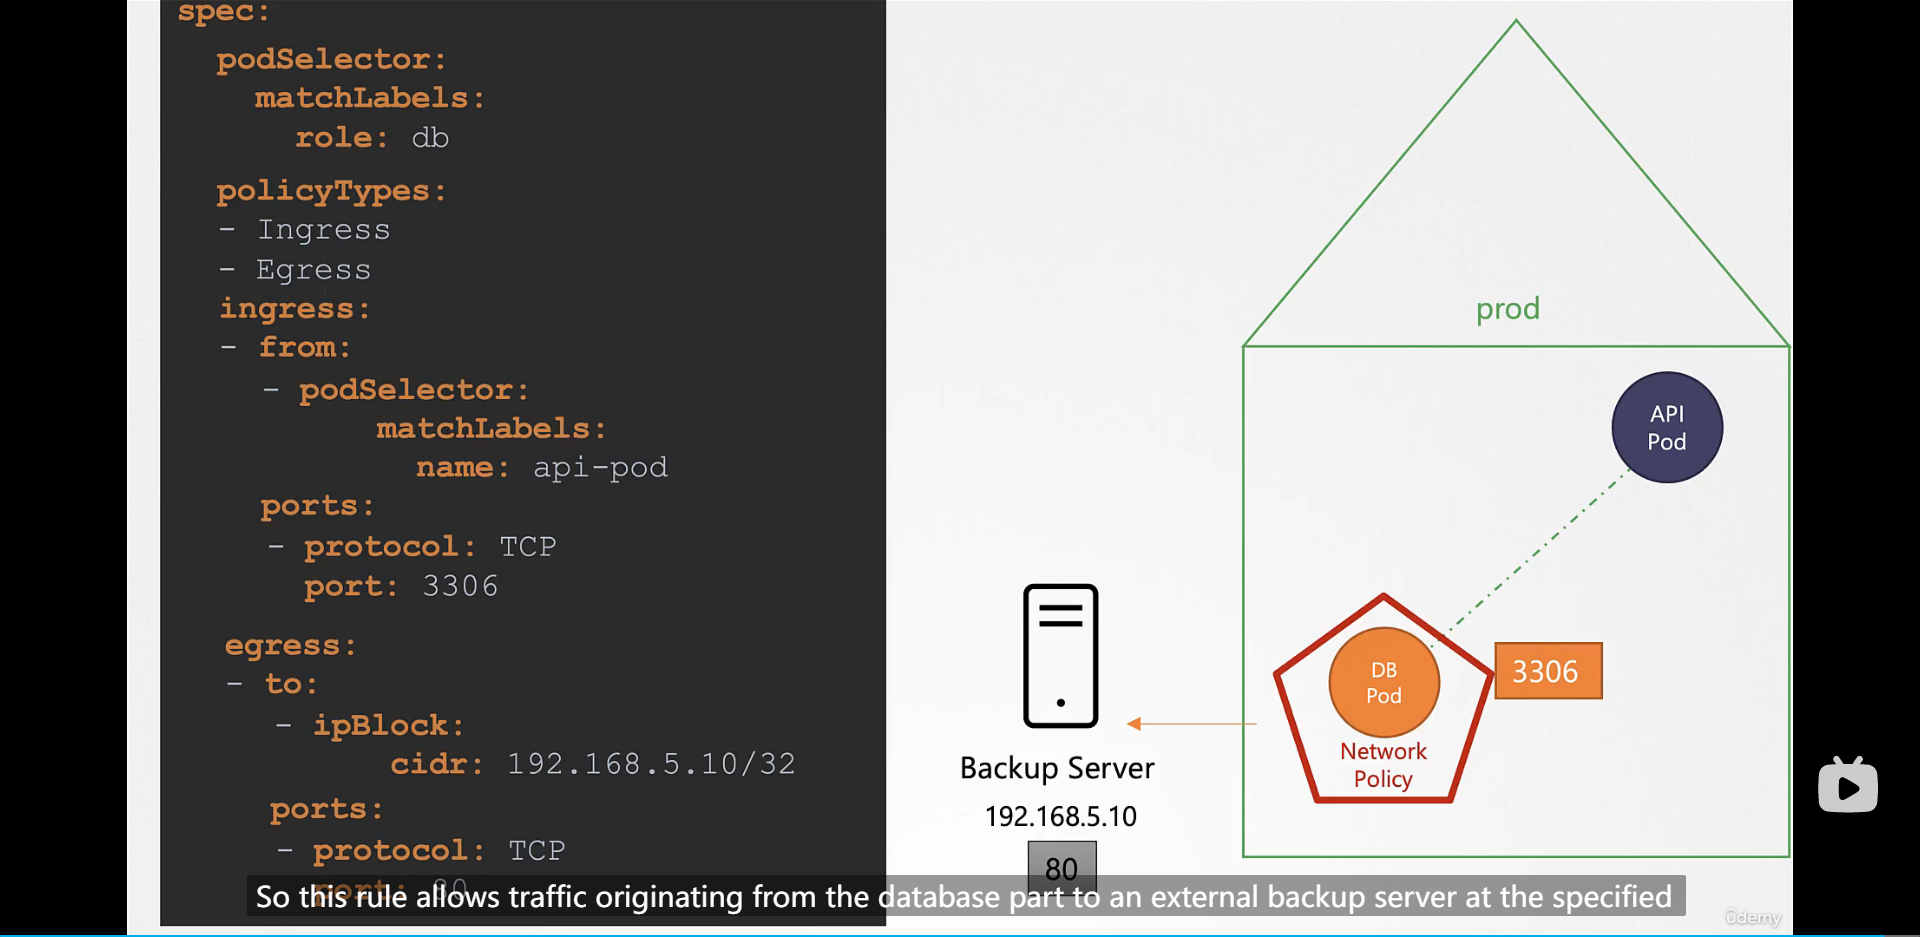 spec:
podSelector:
matchLabels:
role: db
policyTypes:
- Ingress
- Egress
ingress:
- from:
- podSelector:
matchLabels:
name: api-pod
ports:
- protocol: TCP
port: 3306
egress:
- to:
- ipBlock:
cidr: 192.168.5.10/32
ports:
- protocol: TCP
port: 80
prod
API
Pod
DB
Pod
3306
Network
Policy
Backup Server
192.168.5.10
80
So this rule allows traffic originating from the database part to an external backup server at the specified
ûdemy